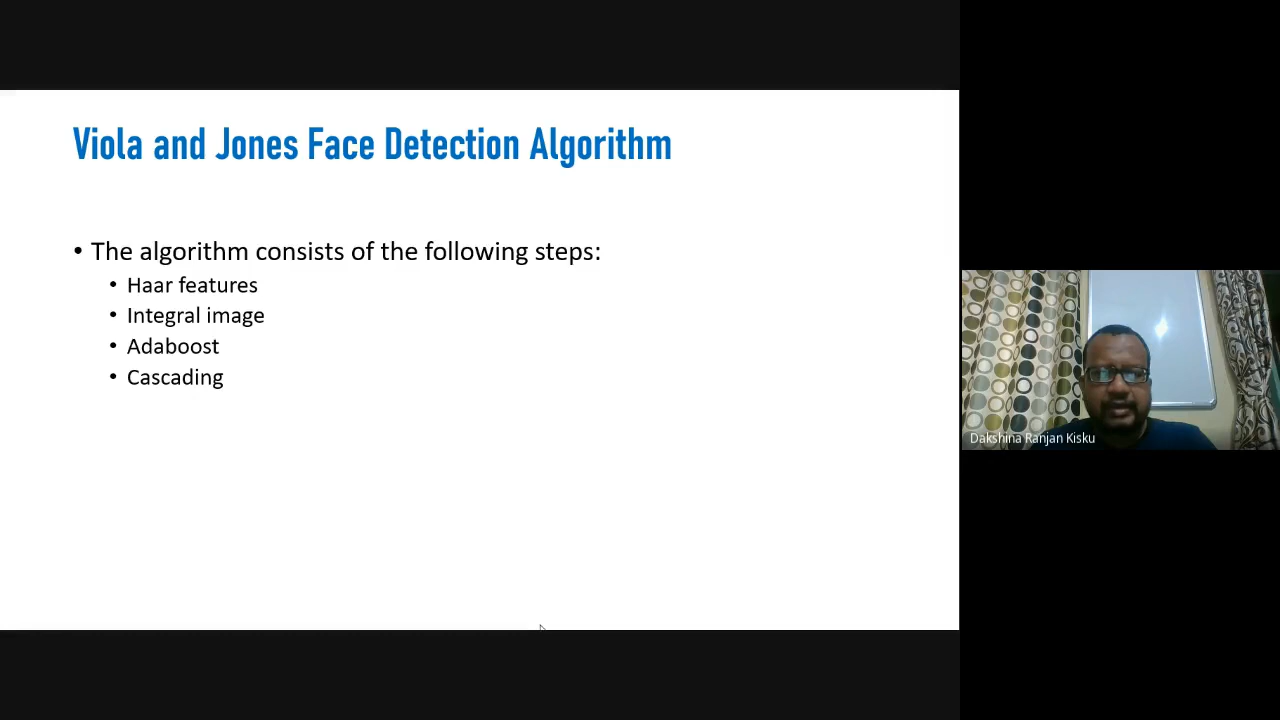 Viola and Jones Face Detection Algorithm
• The algorithm consists of the following steps:
• Haar features
• Integral image
• Adaboost
• Cascading
Dakshina Ranjan Kisku